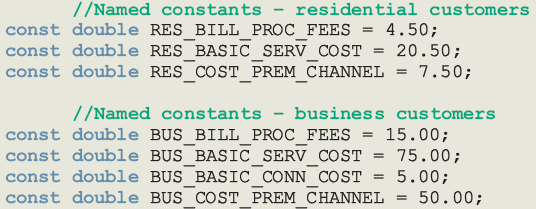 //Named constants – residential customers
const double RES_BILL_PROC_FEES = 4.50;
const double RES_BASIC_SERV_COST = 20.50;
const double RES_COST_PREM_CHANNEL = 7.50;
//Named constants – business customers
const double BUS_BILL_PROC_FEES = 15.00;
const double BUS_BASIC_SERV_COST = 75.00;
const double BUS_BASIC_CONN_COST = 5.00;
const double BUS_COST_PREM_CHANNEL = 50.00;